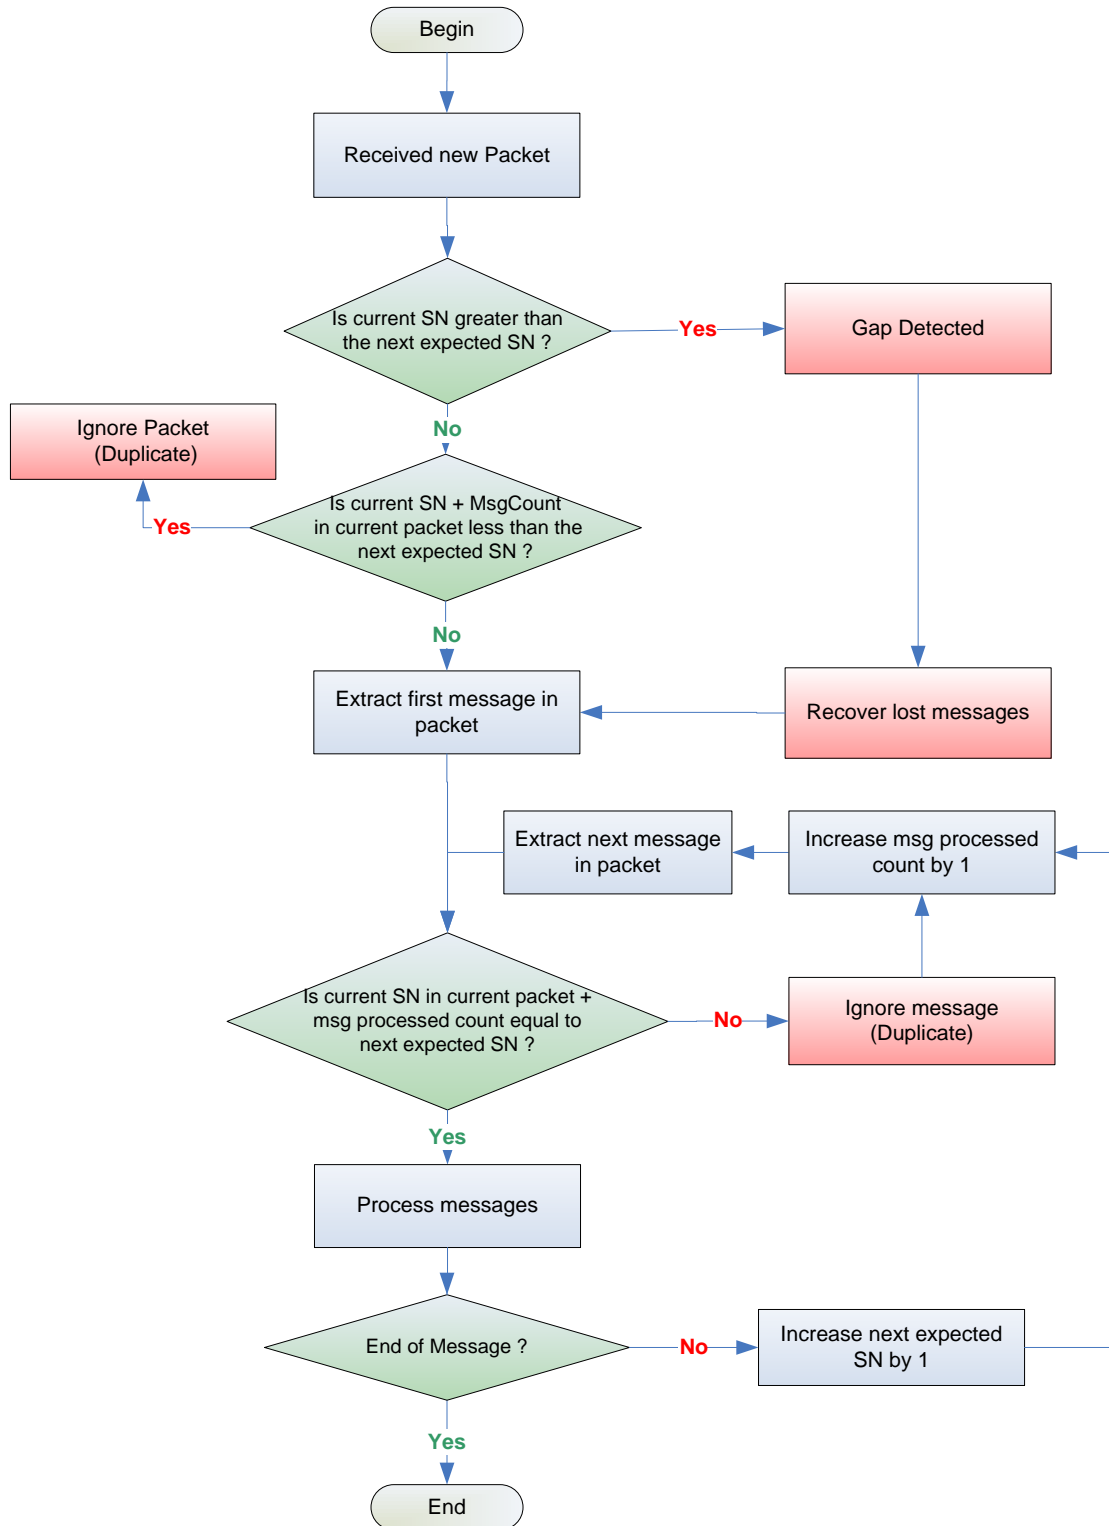 Begin
Received new Packet
Is current SN greater than
the next expected SN ?
Yes
Gap Detected
No
Ignore Packet
(Duplicate)
Is current SN + MsgCount
in current packet less than the
next expected SN ?
Yes
No
Extract first message in
packet
Recover lost messages
Extract next message
in packet
Increase msg processed
count by 1
Is current SN in current packet +
msg processed count equal to
next expected SN ?
No
Ignore message
(Duplicate)
Yes
Process messages
End of Message ?
No
Increase next expected
SN by 1
Yes
End